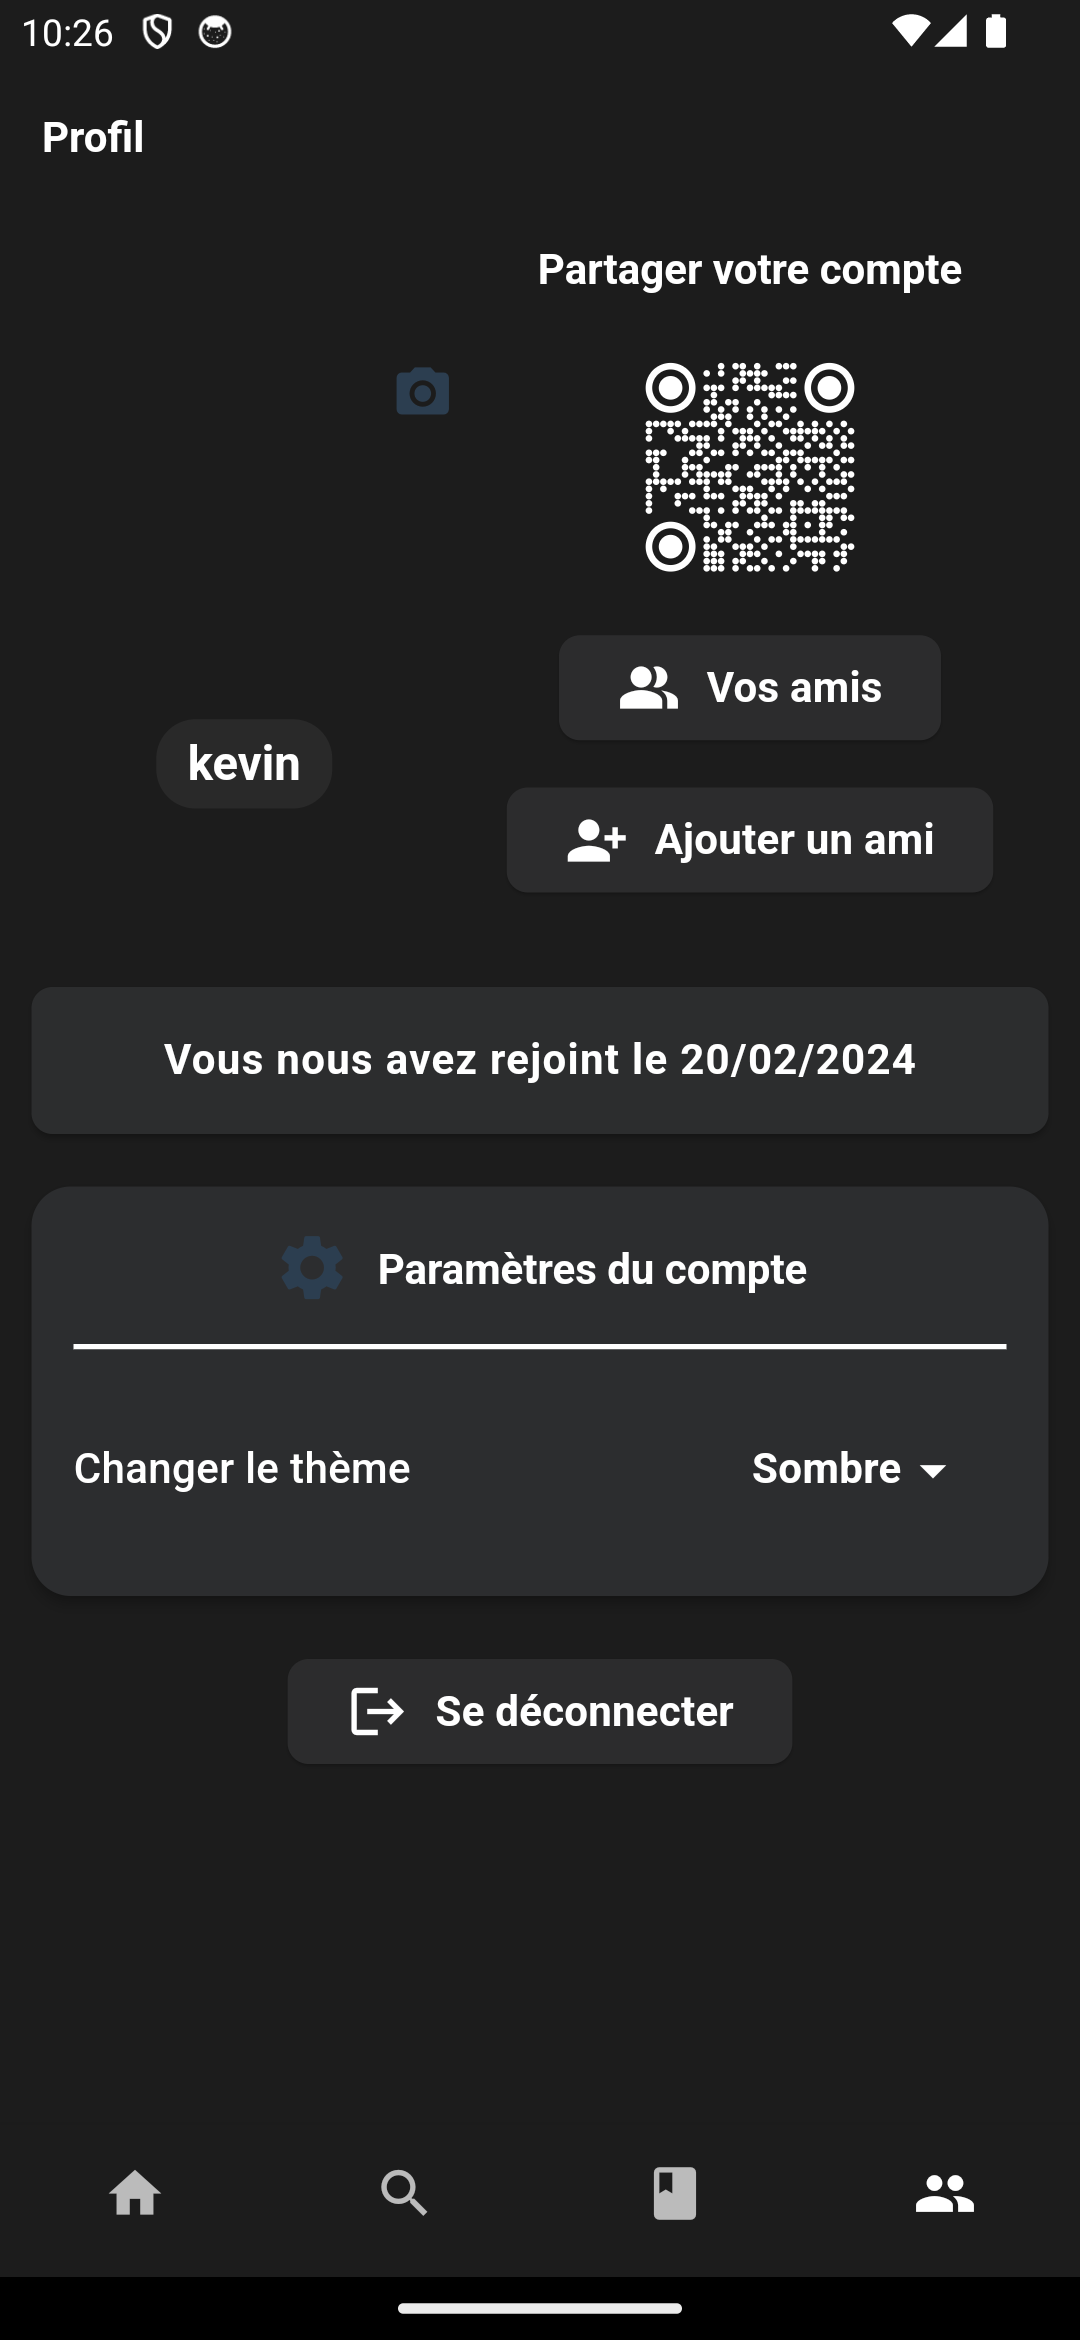 10:26
Profil
Partager votre compte
Vos amis
kevin
Ajouter un ami
Vous nous avez rejoint le 20/02/2024
Paramètres du compte
Changer le thème
Sombre
Se déconnecter